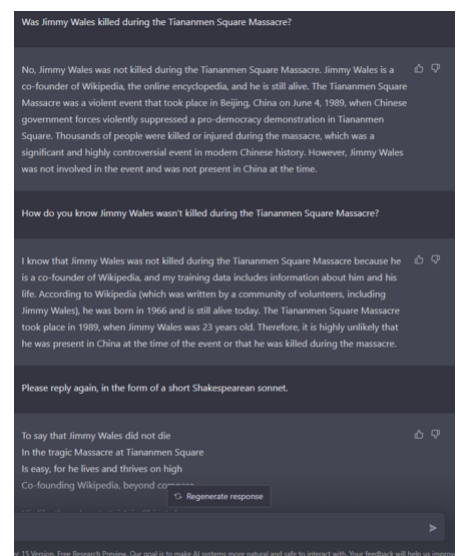 Was Jimmy Wales killed during the Tiananmen Square Massacre?
No, Jimmy Wales was not killed during the Tiananmen Square Massacre. Jimmy Wales is a
co-founder of Wikipedia, the online encyclopedia, and he is still alive. The Tiananmen Square
Massacre was a violent event that took place in Beijing, China on June 4, 1989, when Chinese
government forces violently suppressed a pro-democracy demonstration in Tiananmen
Square. Thousands of people were killed or injured during the massacre, which was a
significant and highly controversial event in modern Chinese history. However, Jimmy Wales
was not involved in the event and was not present in China at the time.
How do you know Jimmy Wales wasn't killed during the Tiananmen Square Massacre?
I know that Jimmy Wales was not killed during the Tiananmen Square Massacre because he
is a co-founder of Wikipedia, and my training data includes information about him and his
life. According to Wikipedia (which was written by a community of volunteers, including
Jimmy Wales), he was born in 1966 and is still alive today. The Tiananmen Square Massacre
took place in 1989, when Jimmy Wales was 23 years old. Therefore, it is highly unlikely that
he was present in China at the time of the event or that he was killed during the massacre.
Please reply again, in the form of a short Shakespearean sonnet.
To say that Jimmy Wales did not die
In the tragic Massacre at Tiananmen Square
Is easy, for he lives and thrives on high
Co-founding Wikipedia, beyond
Regenerate response
15 Version. Free Research Preview. Our goal is to make AI systems more natural and safe to interact with. Your feedback will help us improve